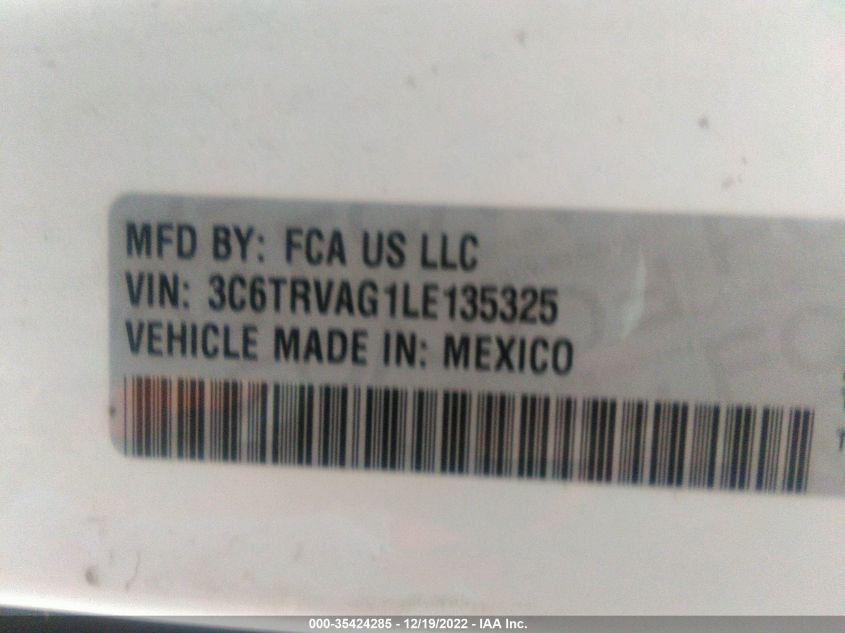 MFD BY: FCA US LLC
VIN: 3C6TRVAG1LE135325
VEHICLE MADE IN: MEXICO
000-35424285 - 12/19/2022 - IAA Inc.